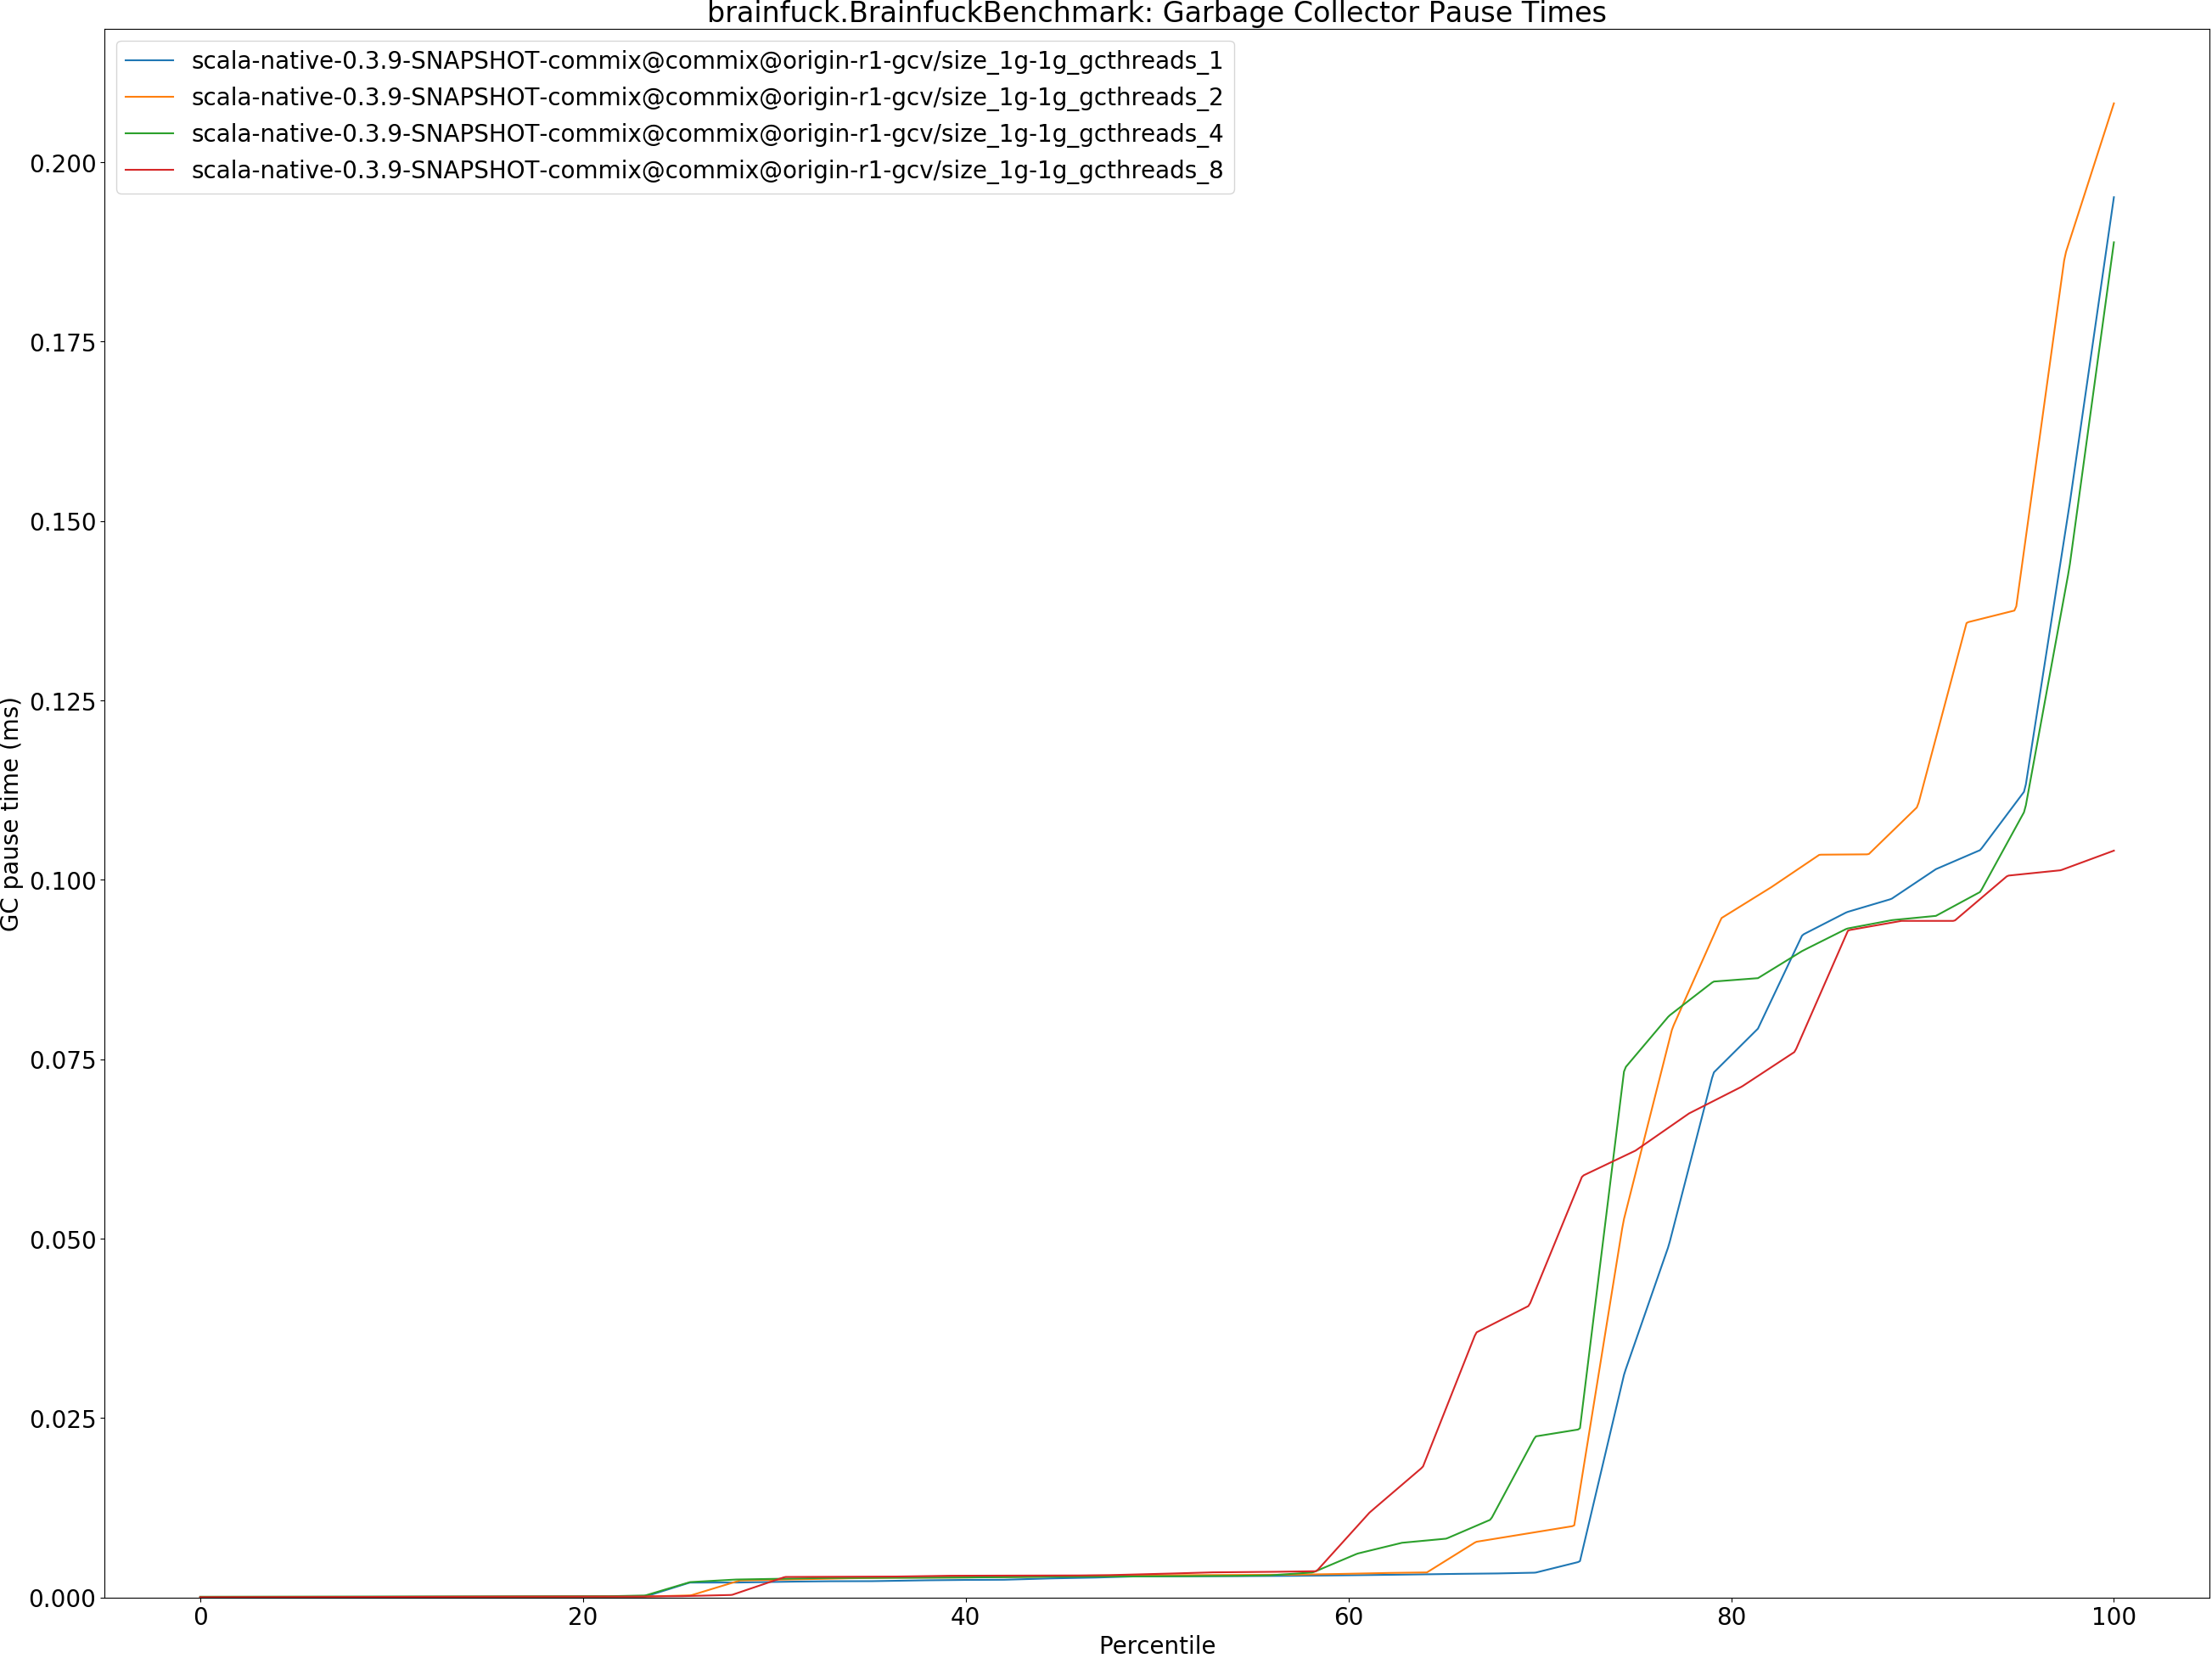 brainfuck.BrainfuckBenchmark: Garbage Collector Pause Times
scala-native-0.3.9-SNAPSHOT-commix@commix@origin-r1-gcv/size_1g-1g_gcthreads_1
scala-native-0.3.9-SNAPSHOT-commix@commix@origin-r1-gcv/size_1g-1g_gcthreads_2
scala-native-0.3.9-SNAPSHOT-commix@commix@origin-r1-gcv/size_1g-1g_gcthreads_4
scala-native-0.3.9-SNAPSHOT-commix@commix@origin-r1-gcv/size_1g-1g_gcthreads_8
GC pause time (ms)
0.200
0.175
0.150
0.125
0.100
0.075
0.050
0.025
0.000
0 20 40 60 80 100
Percentile